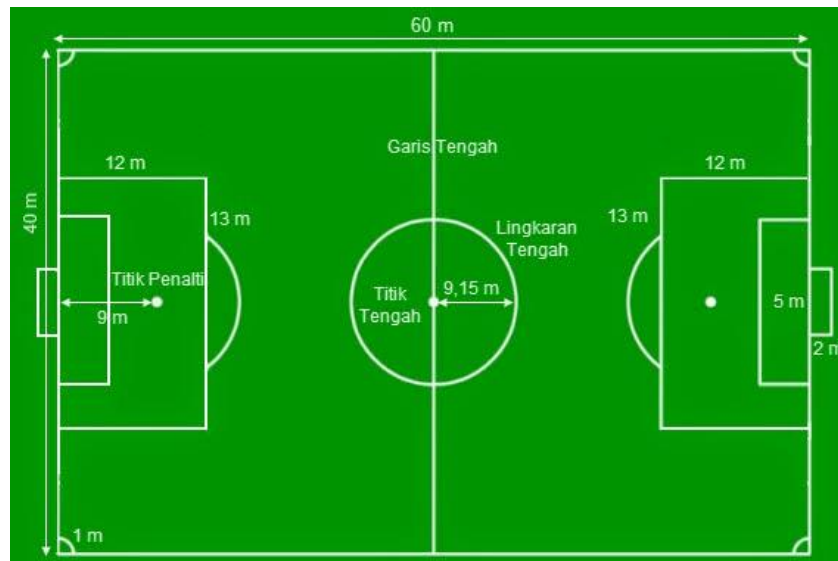 60 m
Garis Tengah
12 m
12 m
40 m
13 m
13 m
Lingkaran
Tengah
Titik Penalti
9 m
Titik
Tengah
9,15 m
5 m
2 m
1 m